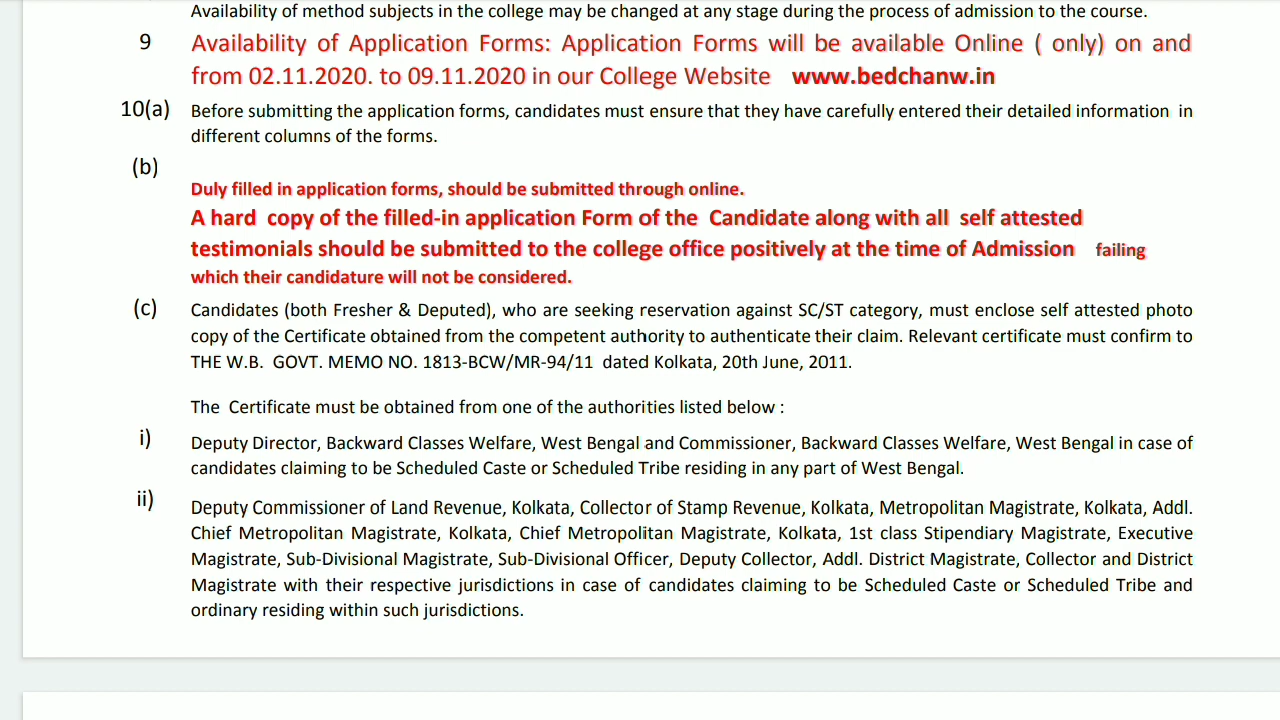 Availability of method subjects in the college may be changed at any stage during the process of admission to the course.
9 Availability of Application Forms: Application Forms will be available Online ( only) on and
from 02.11.2020. to 09.11.2020 in our College Website www.bedchanw.in
10(a) Before submitting the application forms, candidates must ensure that they have carefully entered their detailed information in
different columns of the forms.
(b)
Duly filled in application forms, should be submitted through online.
A hard copy of the filled-in application Form of the Candidate along with all self attested
testimonials should be submitted to the college office positively at the time of Admission failing
which their candidature will not be considered.
(c) Candidates (both Fresher & Deputed), who are seeking reservation against SC/ST category, must enclose self attested photo
copy of the Certificate obtained from the competent authority to authenticate their claim. Relevant certificate must confirm to
THE W.B. GOVT. MEMO NO. 1813-BCW/MR-94/11 dated Kolkata, 20th June, 2011.
The Certificate must be obtained from one of the authorities listed below :
i) Deputy Director, Backward Classes Welfare, West Bengal and Commissioner, Backward Classes Welfare, West Bengal in case of
candidates claiming to be Scheduled Caste or Scheduled Tribe residing in any part of West Bengal.
ii) Deputy Commissioner of Land Revenue, Kolkata, Collector of Stamp Revenue, Kolkata, Metropolitan Magistrate, Kolkata, Addl.
Chief Metropolitan Magistrate, Kolkata, Chief Metropolitan Magistrate, Kolkata, 1st class Stipendiary Magistrate, Executive
Magistrate, Sub-Divisional Magistrate, Sub-Divisional Officer, Deputy Collector, Addl. District Magistrate, Collector and District
Magistrate with their respective jurisdictions in case of candidates claiming to be Scheduled Caste or Scheduled Tribe and
ordinary residing within such jurisdictions.